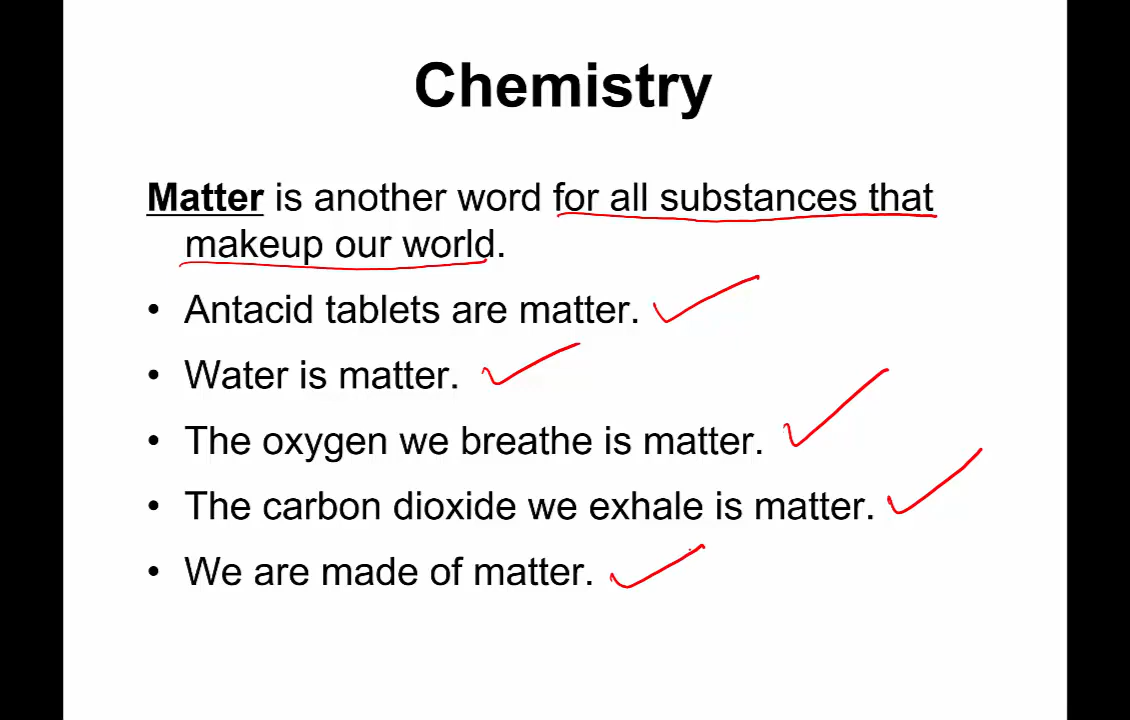 Chemistry
Matter is another word for all substances that
makeup our world.
• Antacid tablets are matter.
• Water is matter.
• The oxygen we breathe is matter.
• The carbon dioxide we exhale is matter.
• We are made of matter.